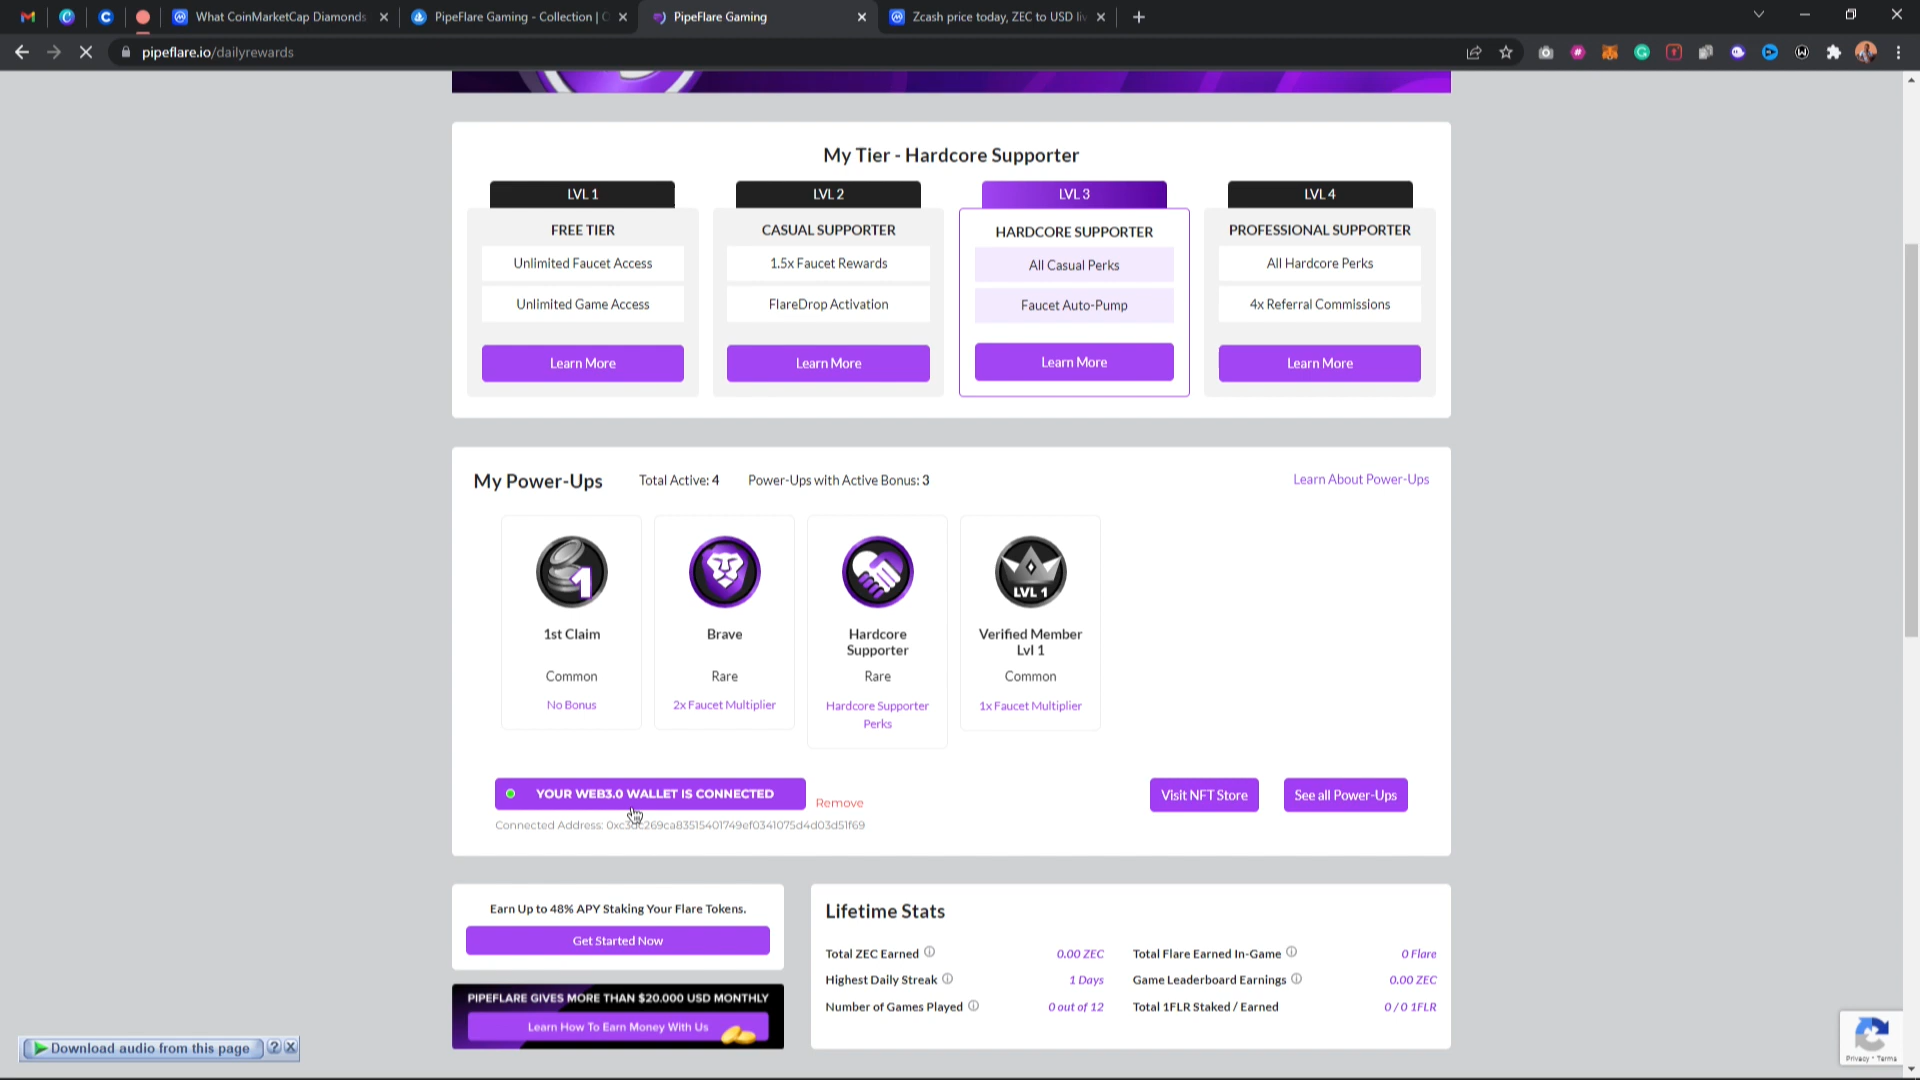 What CoinMarketCap Diamonds
PipeFlare Gaming - Collection |
PipeFlare Gaming
Zcash price today, ZEC to USD liv
pipeflare.io/dailyrewards
My Tier - Hardcore Supporter
LVL 1
LVL 2
LVL 3
LVL 4
FREE TIER
CASUAL SUPPORTER
HARDCORE SUPPORTER
PROFESSIONAL SUPPORTER
Unlimited Faucet Access
1.5x Faucet Rewards
All Casual Perks
All Hardcore Perks
Unlimited Game Access
FlareDrop Activation
Faucet Auto-Pump
4x Referral Commissions
Learn More
Learn More
Learn More
Learn More
My Power-Ups
Total Active: 4
Power-Ups with Active Bonus: 3
Learn About Power-Ups
1
LVL 1
1st Claim
Brave
Hardcore
Supporter
Verified Member
Lvl 1
Common
Rare
Rare
Common
No Bonus
2x Faucet Multiplier
Hardcore Supporter
Perks
1x Faucet Multiplier
YOUR WEB3.0 WALLET IS CONNECTED
Remove
Visit NFT Store
See all Power-Ups
Connected Address:
Earn Up to 48% APY Staking Your Flare Tokens.
Get Started Now
PIPEFLARE GIVES MORE THAN $20.000 USD MONTHLY
Learn How To Earn Money With Us
Lifetime Stats
Total ZEC Earned
0.00 ZEC
Total Flare Earned In-Game
0 Flare
Highest Daily Streak
1 Days
Game Leaderboard Earnings
0.00 ZEC
Number of Games Played
0 out of 12
Total 1FLR Staked / Earned
0 / 0 1FLR
Download audio from this page
Privacy - Terms